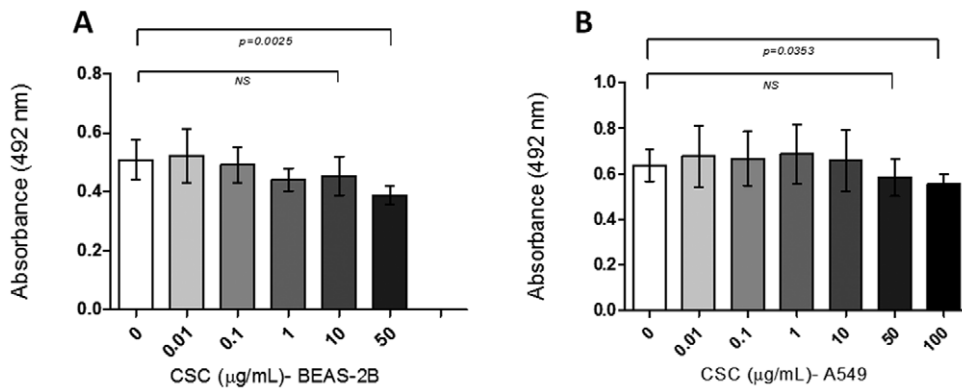 A
p=0.0025
NS
Absorbance (492 nm)
0.8
0.6
0.4
0.2
0.0
0 0.01 0.1 1 10 50
CSC (μg/mL)- BEAS-2B
B
p=0.0353
NS
Absorbance (492 nm)
1.0
0.8
0.6
0.4
0.2
0.0
0 0.01 0.1 1 10 50 100
CSC (μg/mL)- A549